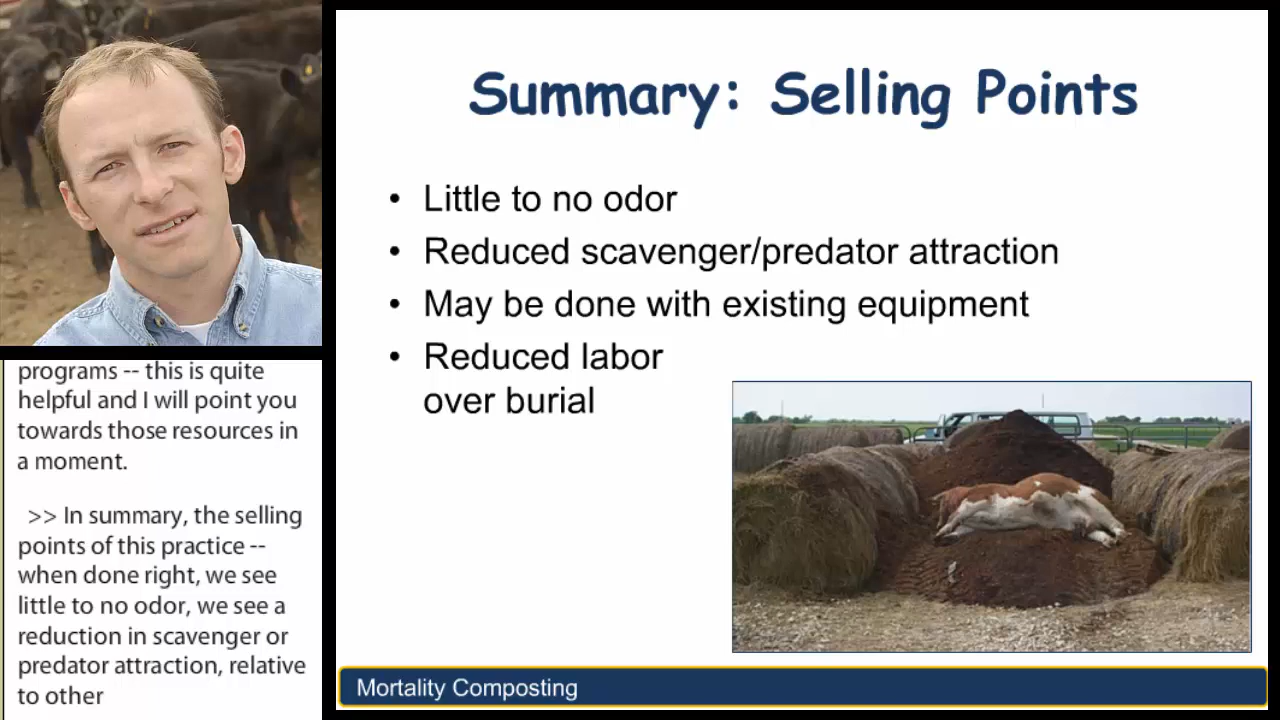 Summary: Selling Points
• Little to no odor
• Reduced scavenger/predator attraction
• May be done with existing equipment
• Reduced labor
over burial
programs -- this is quite
helpful and I will point you
towards those resources in
a moment.
>> In summary, the selling
points of this practice --
when done right, we see
little to no odor, we see a
reduction in scavenger or
predator attraction, relative
to other
Mortality Composting